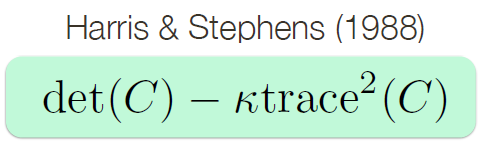 Harris & Stephens (1988)
det(C) − κtrace²(C)